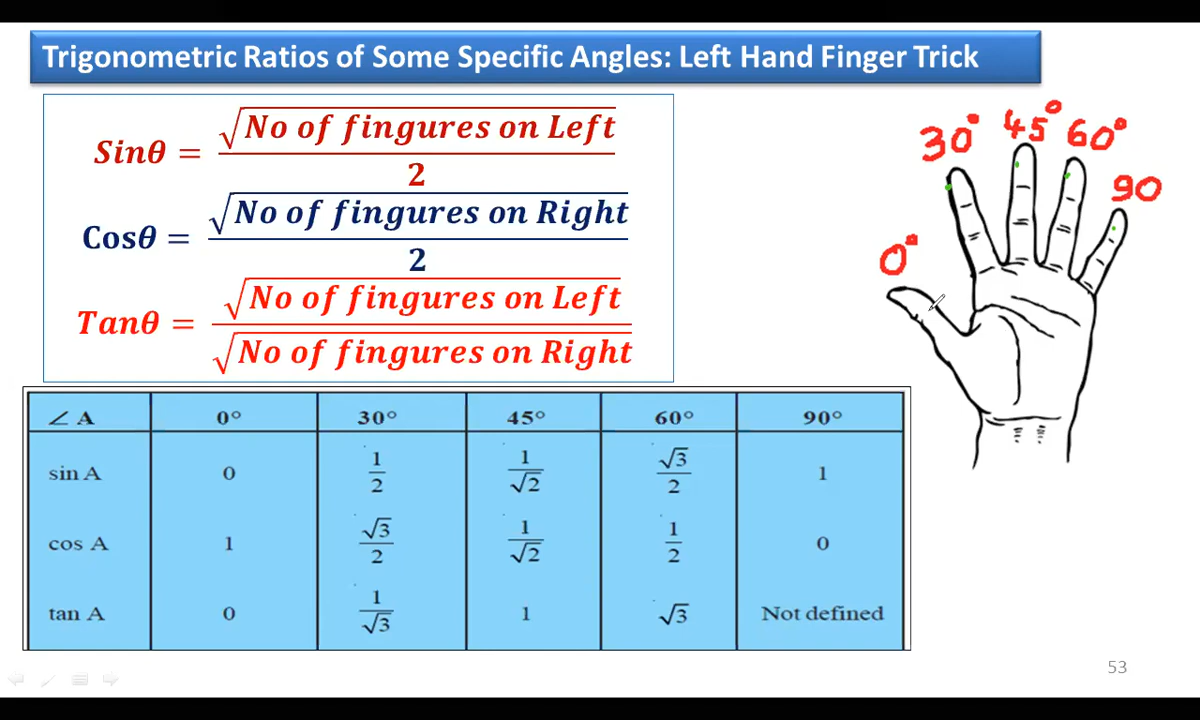 Trigonometric Ratios of Some Specific Angles: Left Hand Finger Trick
Sinθ = √No of fingures on Left / 2
Cosθ = √No of fingures on Right / 2
Tanθ = √No of fingures on Left / √No of fingures on Right
0° 30° 45° 60° 90
∠ A 0° 30° 45° 60° 90°
sin A 0 1/2 1/√2 √3/2 1
cos A 1 √3/2 1/√2 1/2 0
tan A 0 1/√3 1 √3 Not defined
53